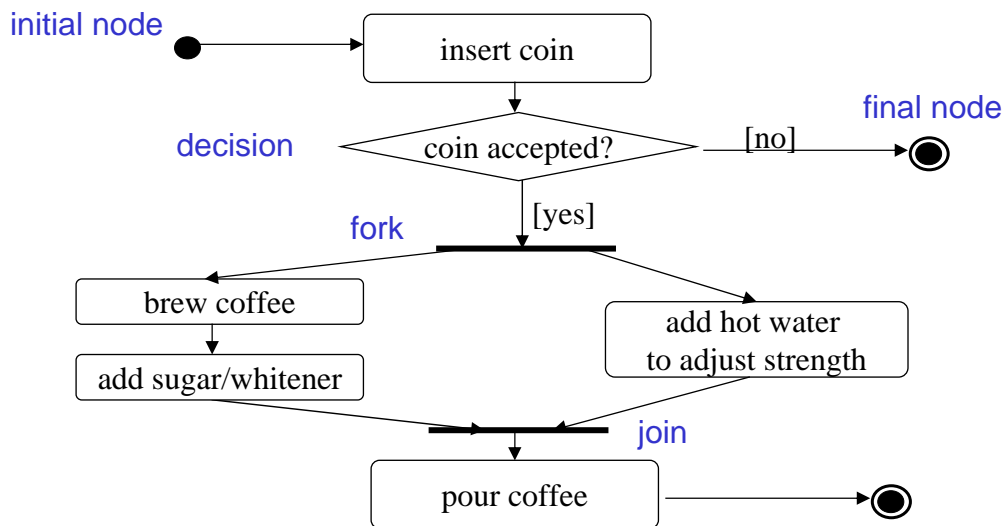 initial node
insert coin
final node
decision
coin accepted?
[no]
[yes]
fork
brew coffee
add hot water
to adjust strength
add sugar/whitener
join
pour coffee